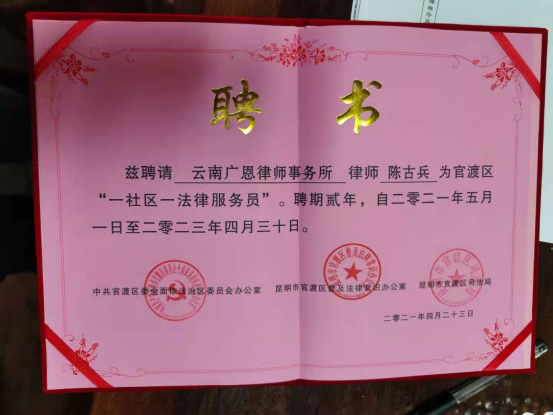 聘书
兹聘请 云南广恩律师事务所 律师 陈古兵 为官渡区
“一社区一法律服务员”。聘期贰年，自二〇二一年五月
一日至二〇二三年四月三十日。
中共官渡区委全面依法治区委员会办公室 昆明市官渡区普及法律常识办公室 昆明市官渡区司法局
二〇二一年四月二十三日